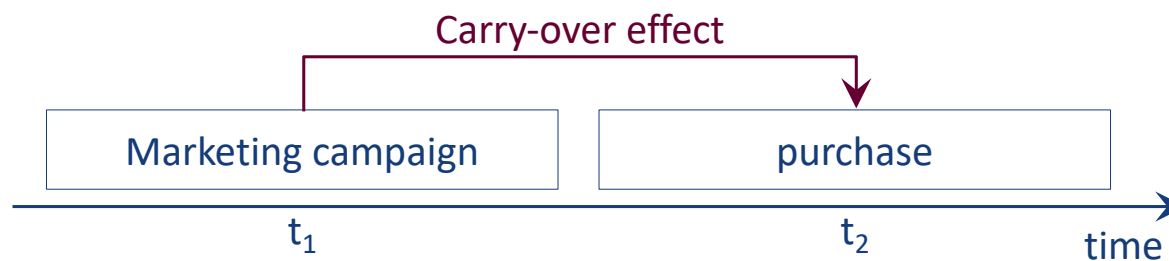 Carry-over effect
Marketing campaign purchase
t₁ t₂
time